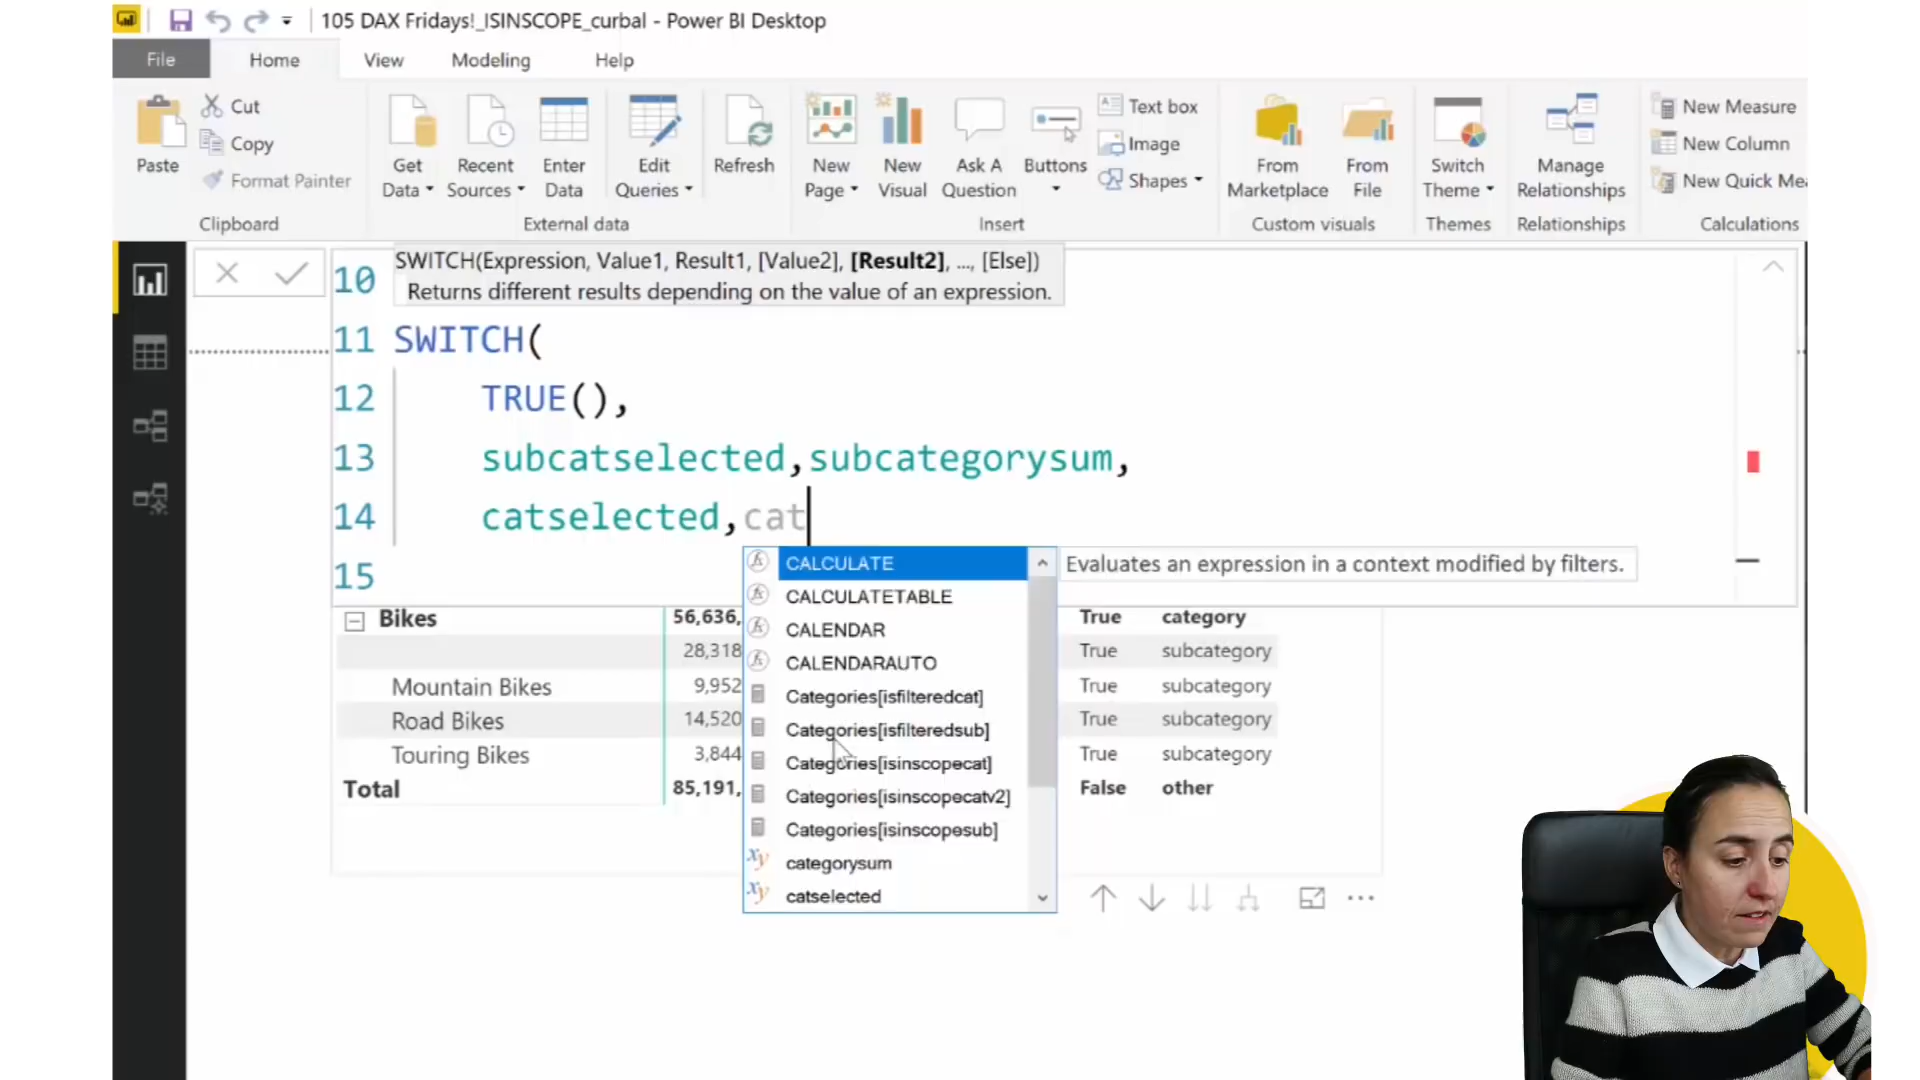 105 DAX Fridays!_ISINSCOPE_curbal - Power BI Desktop
File Home View Modeling Help
Paste
Cut
Copy
Format Painter
Clipboard
Get Data
Recent Sources
Enter Data
Edit Queries
Refresh
External data
New Page
New Visual
Ask A Question
Buttons
Text box
Image
Shapes
Insert
From Marketplace
From File
Custom visuals
Switch Theme
Themes
Manage Relationships
Relationships
New Measure
New Column
New Quick Mea
Calculations
SWITCH(Expression, Value1, Result1, [Value2], [Result2], ..., [Else])
Returns different results depending on the value of an expression.
10
11 SWITCH(
12 TRUE(),
13 subcatselected,subcategorysum,
14 catselected,cat
15
CALCULATE
Evaluates an expression in a context modified by filters.
CALCULATETABLE
CALENDAR
CALENDARAUTO
Categories[isfilteredcat]
Categories[isfilteredsub]
Categories[isinscopecat]
Categories[isinscopecatv2]
Categories[isinscopesub]
categorysum
catselected
Bikes 56,636, True category
28,318 True subcategory
Mountain Bikes 9,952 True subcategory
Road Bikes 14,520 True subcategory
Touring Bikes 3,844 True subcategory
Total 85,191, False other